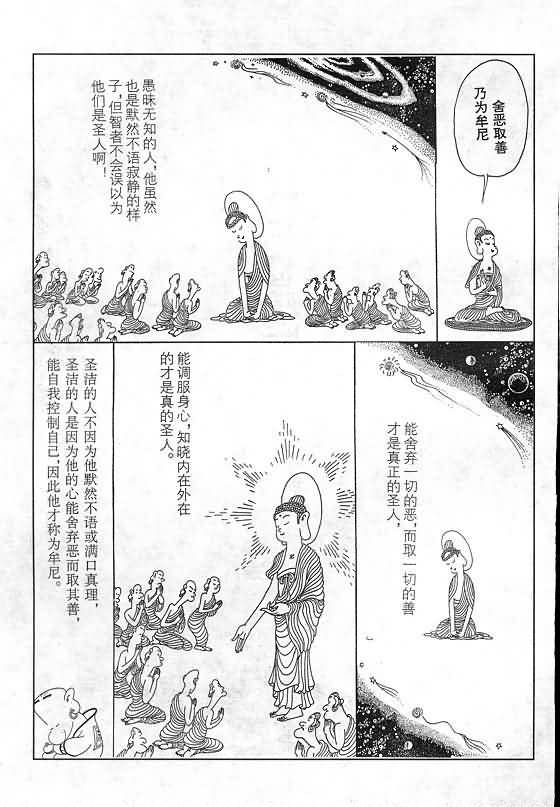 舍恶取善
乃为牟尼
愚昧无知的人，他虽然
也是默然不语寂静的样
子，但智者不会误以为
他们是圣人啊！
能舍弃一切的恶，而取一切的善
才是真正的圣人，
能调服身心，知晓内在外在
的才是真的圣人。
圣洁的人不因为他默然不语或满口真理，
圣洁的人是因为他的心能舍弃恶而取其善，
能自我控制自己，因此他才称为牟尼。